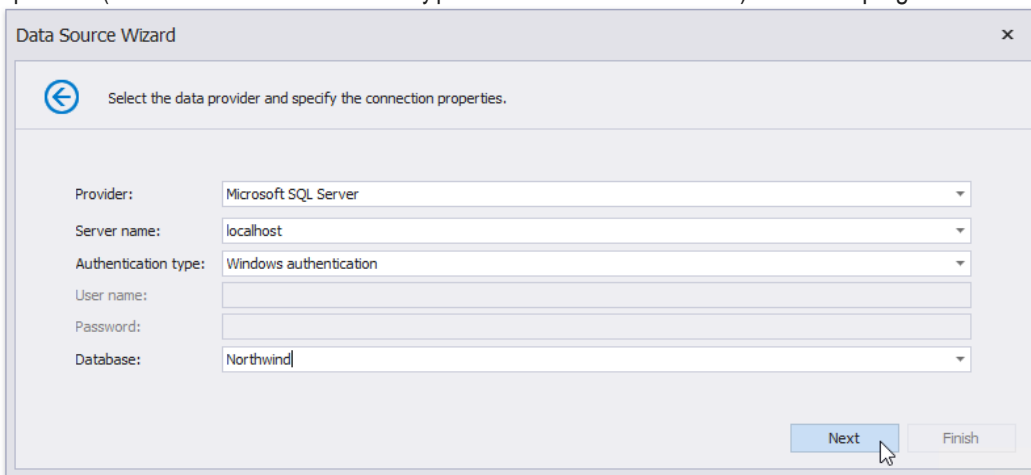 Data Source Wizard
Select the data provider and specify the connection properties.
Provider: Microsoft SQL Server
Server name: localhost
Authentication type: Windows authentication
User name:
Password:
Database: Northwind
Next Finish